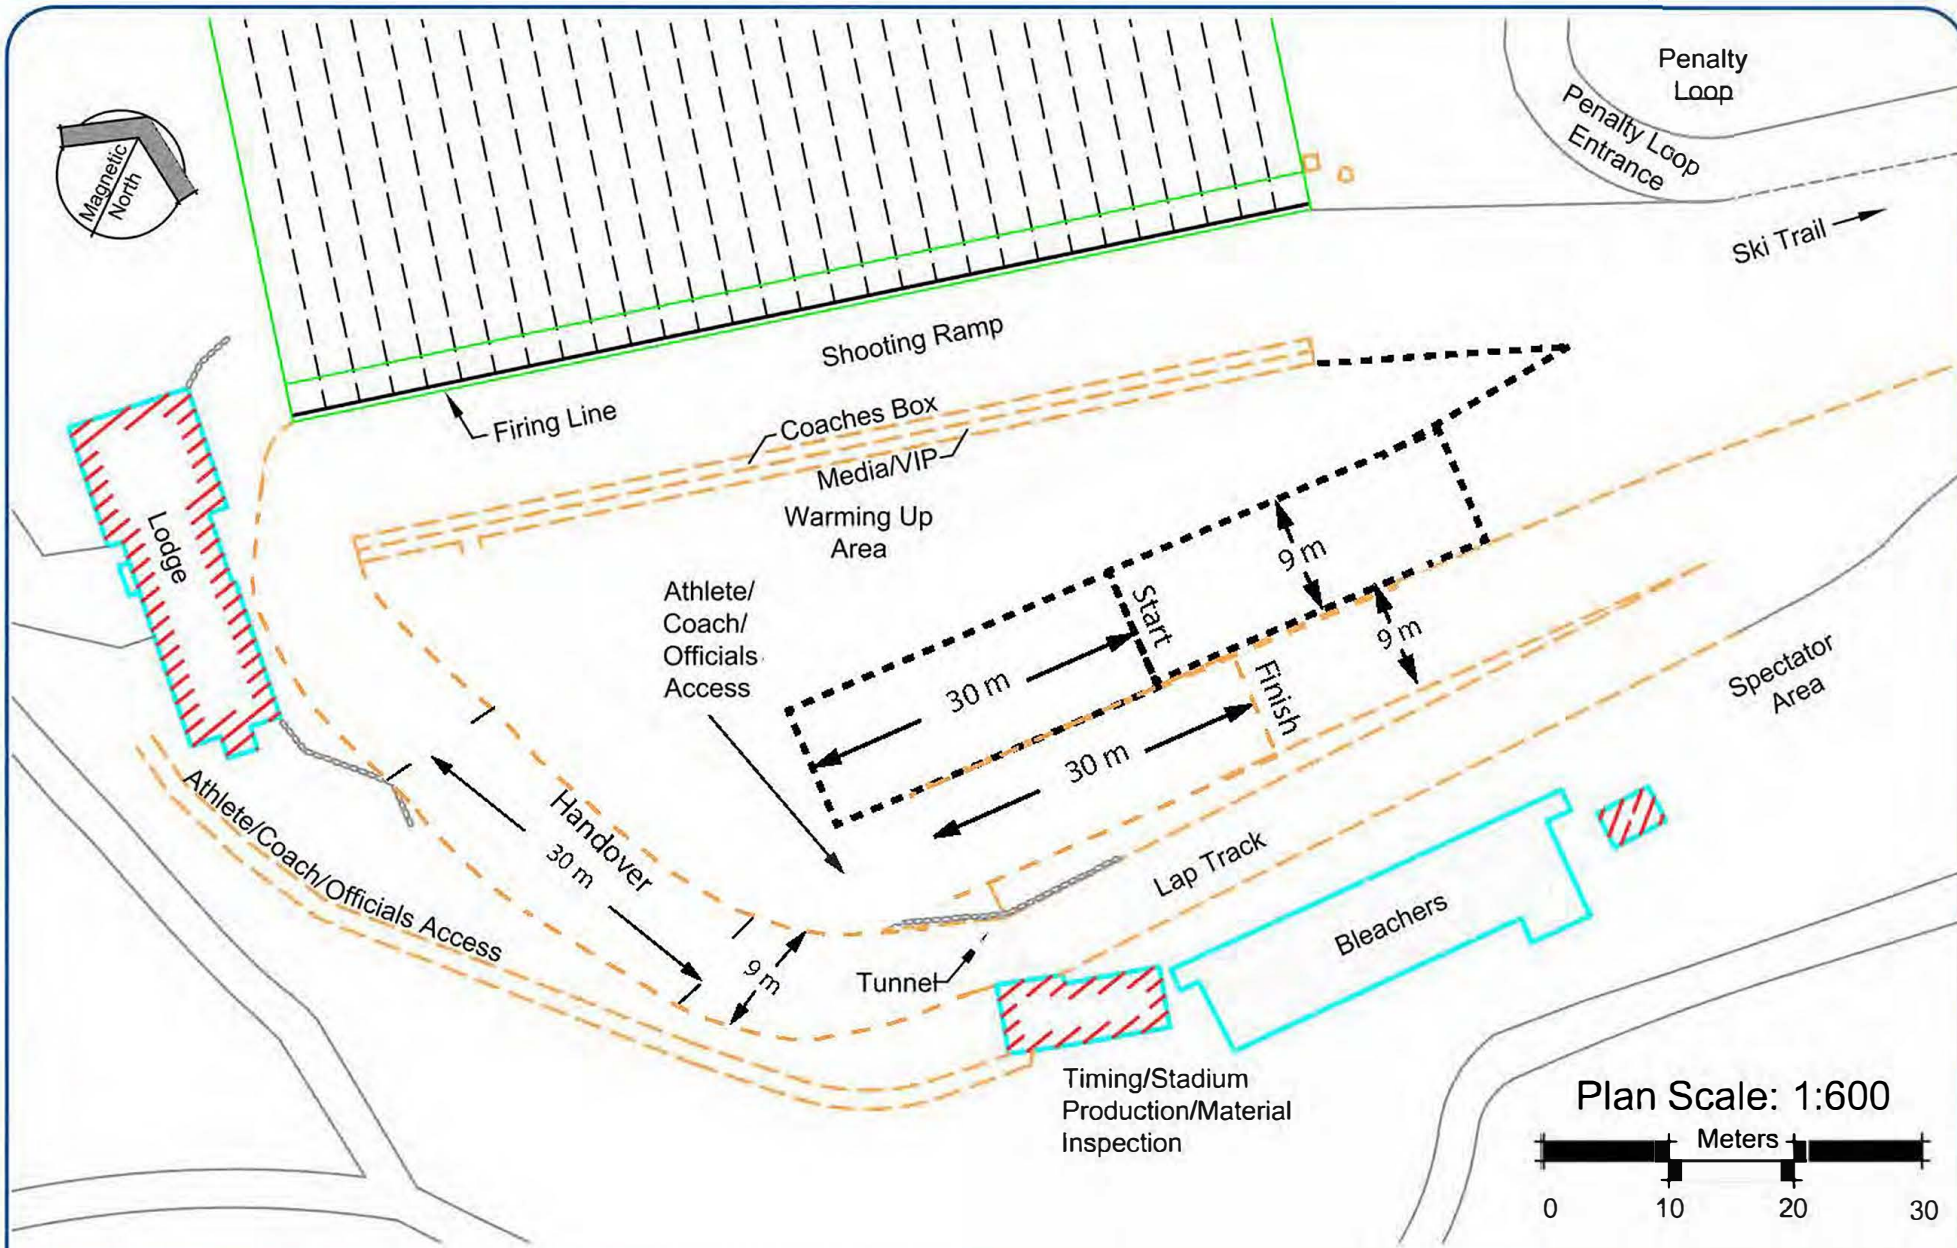 Penalty
Loop
Penalty Loop
Entrance
Magnetic
North
Ski Trail
Shooting Ramp
Firing Line
Coaches Box
Media/VIP
Warming Up
Area
Lodge
Athlete/
Coach/
Officials
Access
Start
9 m
9 m
30 m
Finish
30 m
Spectator
Area
Handover
30 m
Athlete/Coach/Officials Access
9 m
Lap Track
Bleachers
Tunnel
Timing/Stadium
Production/Material
Inspection
Plan Scale: 1:600
Meters
0 10 20 30